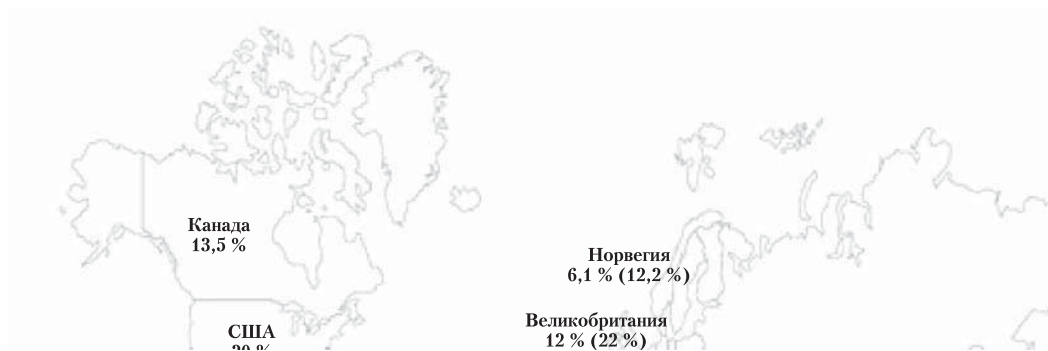 Канада
13,5 %
Норвегия
6,1 % (12,2 %)
Великобритания
12 % (22 %)
США